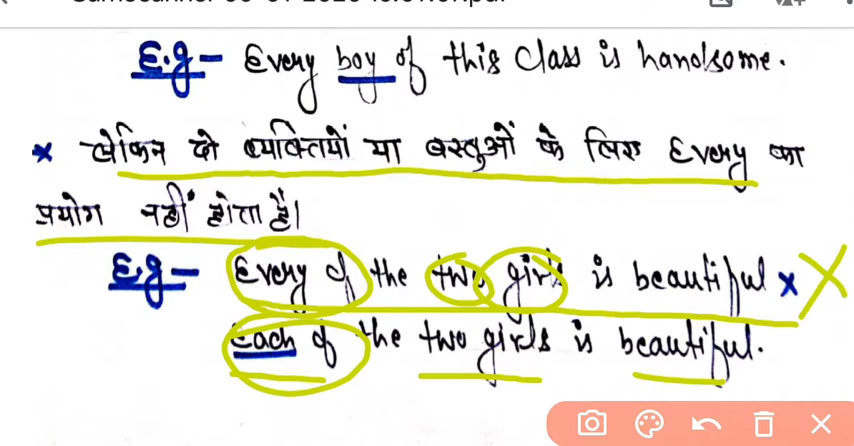 E.g- Every boy of this class is handsome.
* लेकिन दो व्यक्तियों या वस्तुओं के लिए Every का
प्रयोग नहीं होता है।
E.g- Every of the two girls is beautiful x X
Each of the two girls is beautiful.